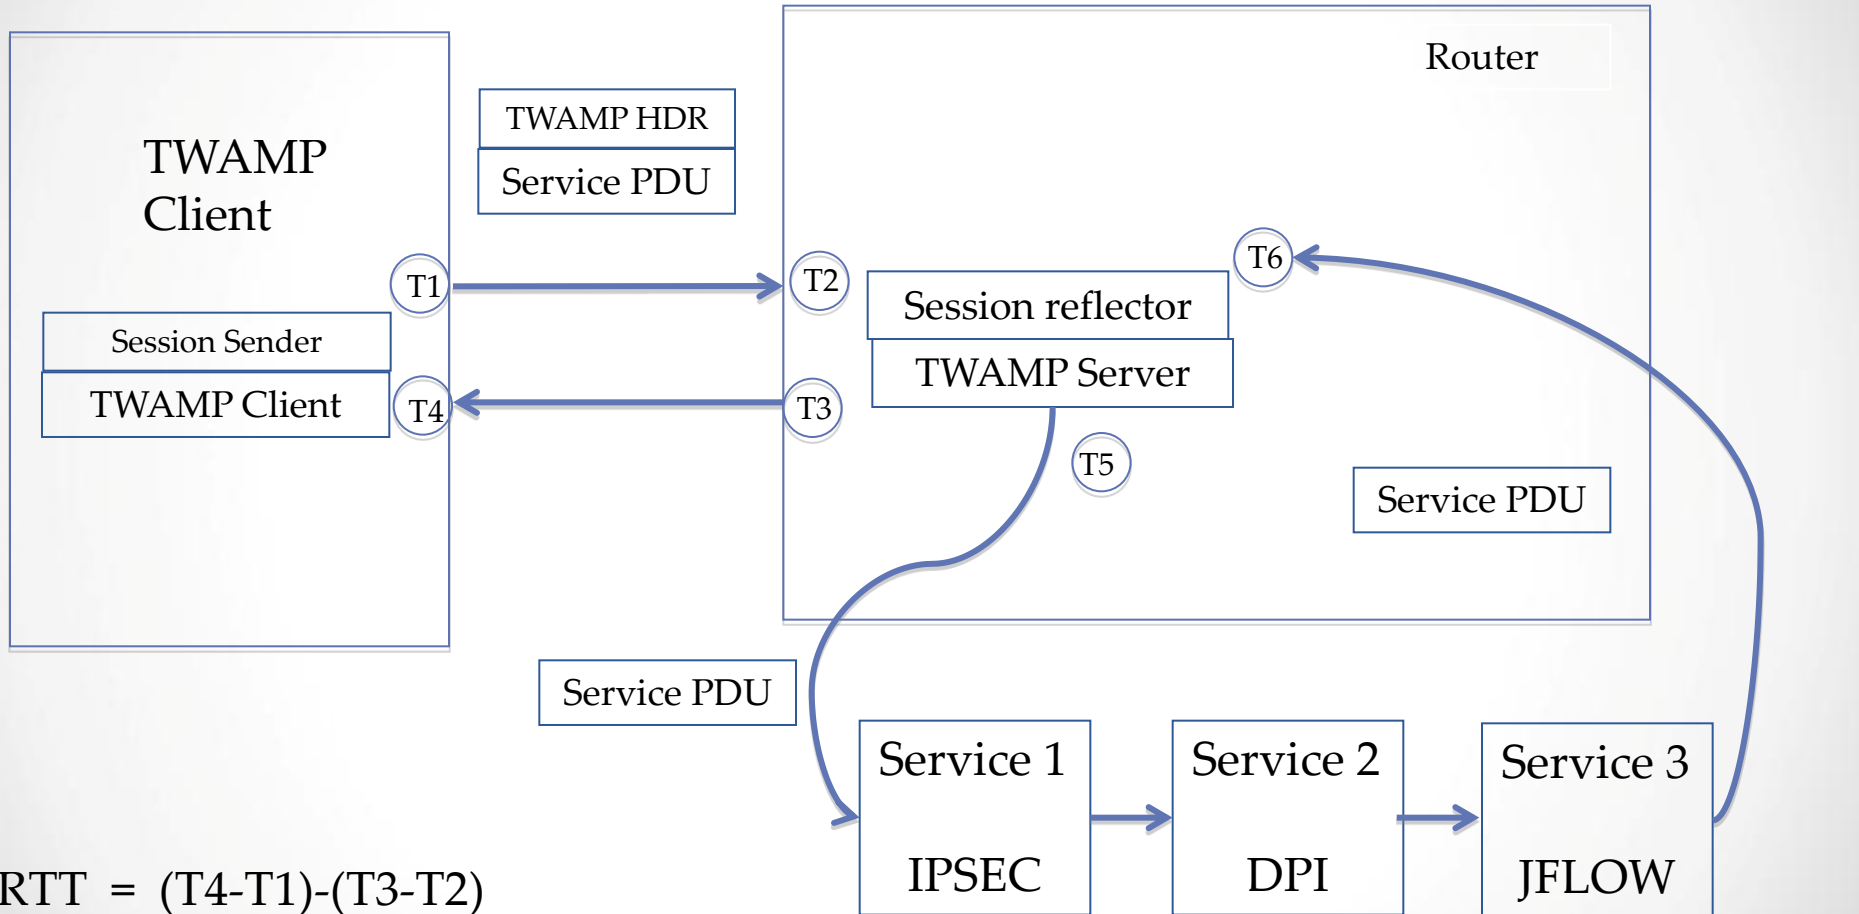 Router
TWAMP HDR
Service PDU
TWAMP
Client
T1
T2
T6
Session reflector
Session Sender
TWAMP Server
TWAMP Client
T4
T3
T5
Service PDU
Service PDU
Service 1
IPSEC
Service 2
DPI
Service 3
JFLOW
RTT = (T4-T1)-(T3-T2)